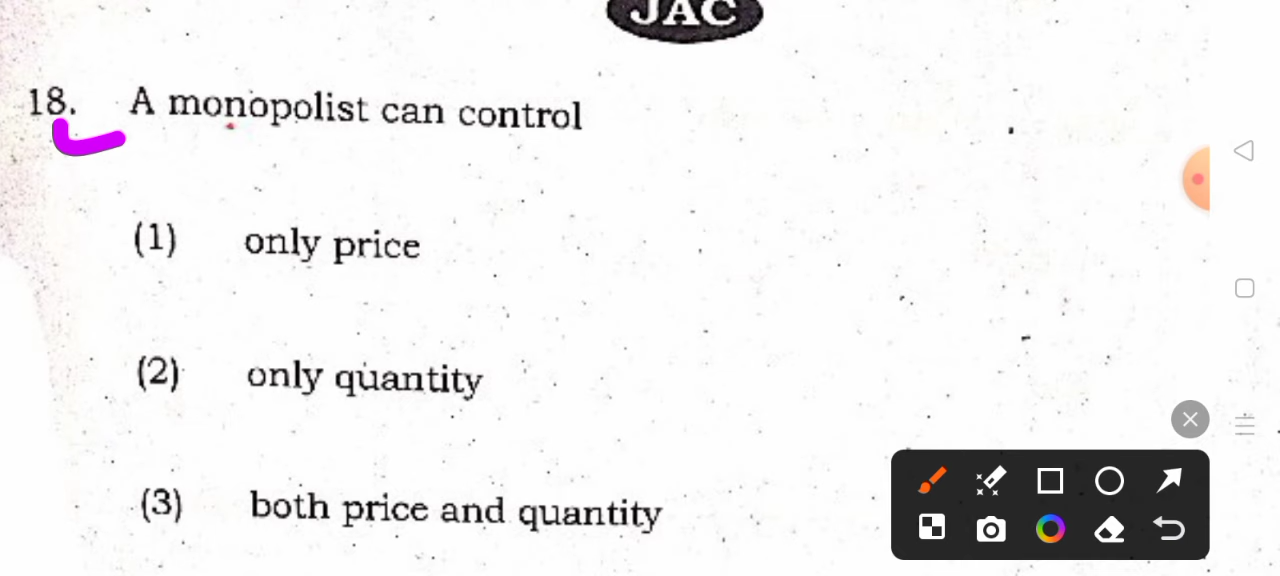 JAC
18. A monopolist can control
(1) only price
(2) only quantity
(3) both price and quantity